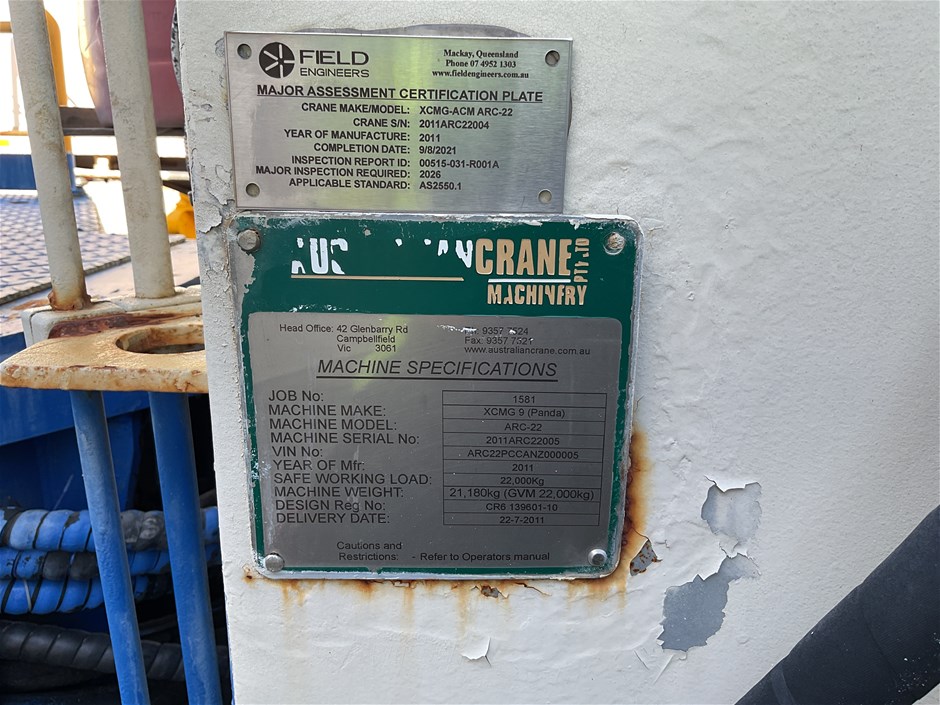 FIELD
ENGINEERS
Mackay, Queensland
Phone 07 4952 1303
www.fieldengineers.com.au
MAJOR ASSESSMENT CERTIFICATION PLATE
CRANE MAKE/MODEL: XCMG-ACM ARC-22
CRANE S/N: 2011ARC22004
YEAR OF MANUFACTURE: 2011
COMPLETION DATE: 9/8/2021
INSPECTION REPORT ID: 00515-031-R001A
MAJOR INSPECTION REQUIRED: 2026
APPLICABLE STANDARD: AS2550.1
CRANE
PTY LTD
MACHINERY
Head Office: 42 Glenbarry Rd
Campbellfield
Vic 3061
9357 7524
Fax: 9357 7521
www.australiancrane.com.au
MACHINE SPECIFICATIONS
JOB No: 1581
MACHINE MAKE: XCMG 9 (Panda)
MACHINE MODEL: ARC-22
MACHINE SERIAL No: 2011ARC22005
VIN No: ARC22PCCANZ000005
YEAR OF Mfr: 2011
SAFE WORKING LOAD: 22,000Kg
MACHINE WEIGHT: 21,180kg (GVM 22,000kg)
DESIGN Reg No: CR6 139601-10
DELIVERY DATE: 22-7-2011
Cautions and
Restrictions: - Refer to Operators manual